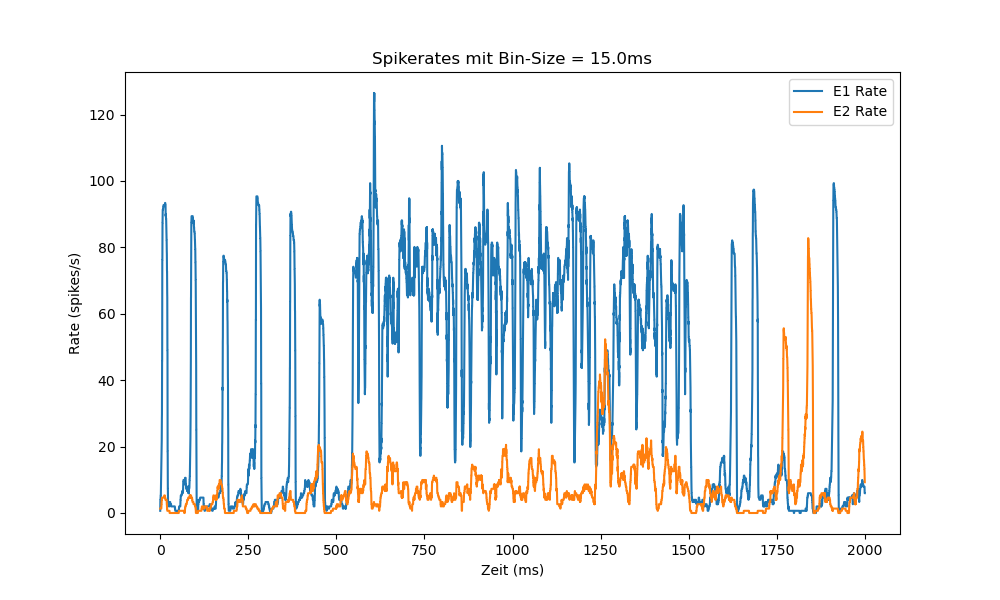 Spikerates mit Bin-Size = 15.0ms
E1 Rate
E2 Rate
Rate (spikes/s)
120
100
80
60
40
20
0
0 250 500 750 1000 1250 1500 1750 2000
Zeit (ms)